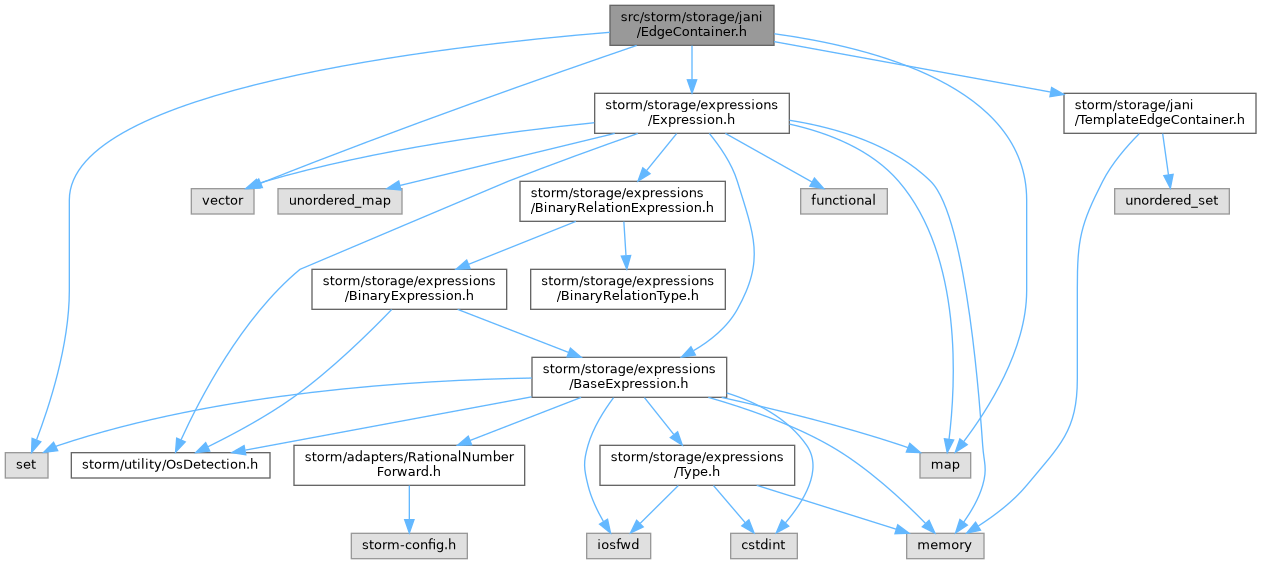 src/storm/storage/jani
/EdgeContainer.h
storm/storage/expressions
/Expression.h
storm/storage/jani
/TemplateEdgeContainer.h
vector
unordered_map
storm/storage/expressions
/BinaryRelationExpression.h
functional
unordered_set
storm/storage/expressions
/BinaryExpression.h
storm/storage/expressions
/BinaryRelationType.h
storm/storage/expressions
/BaseExpression.h
set
storm/utility/OsDetection.h
storm/adapters/RationalNumber
Forward.h
storm/storage/expressions
/Type.h
map
storm-config.h
iosfwd
cstdint
memory